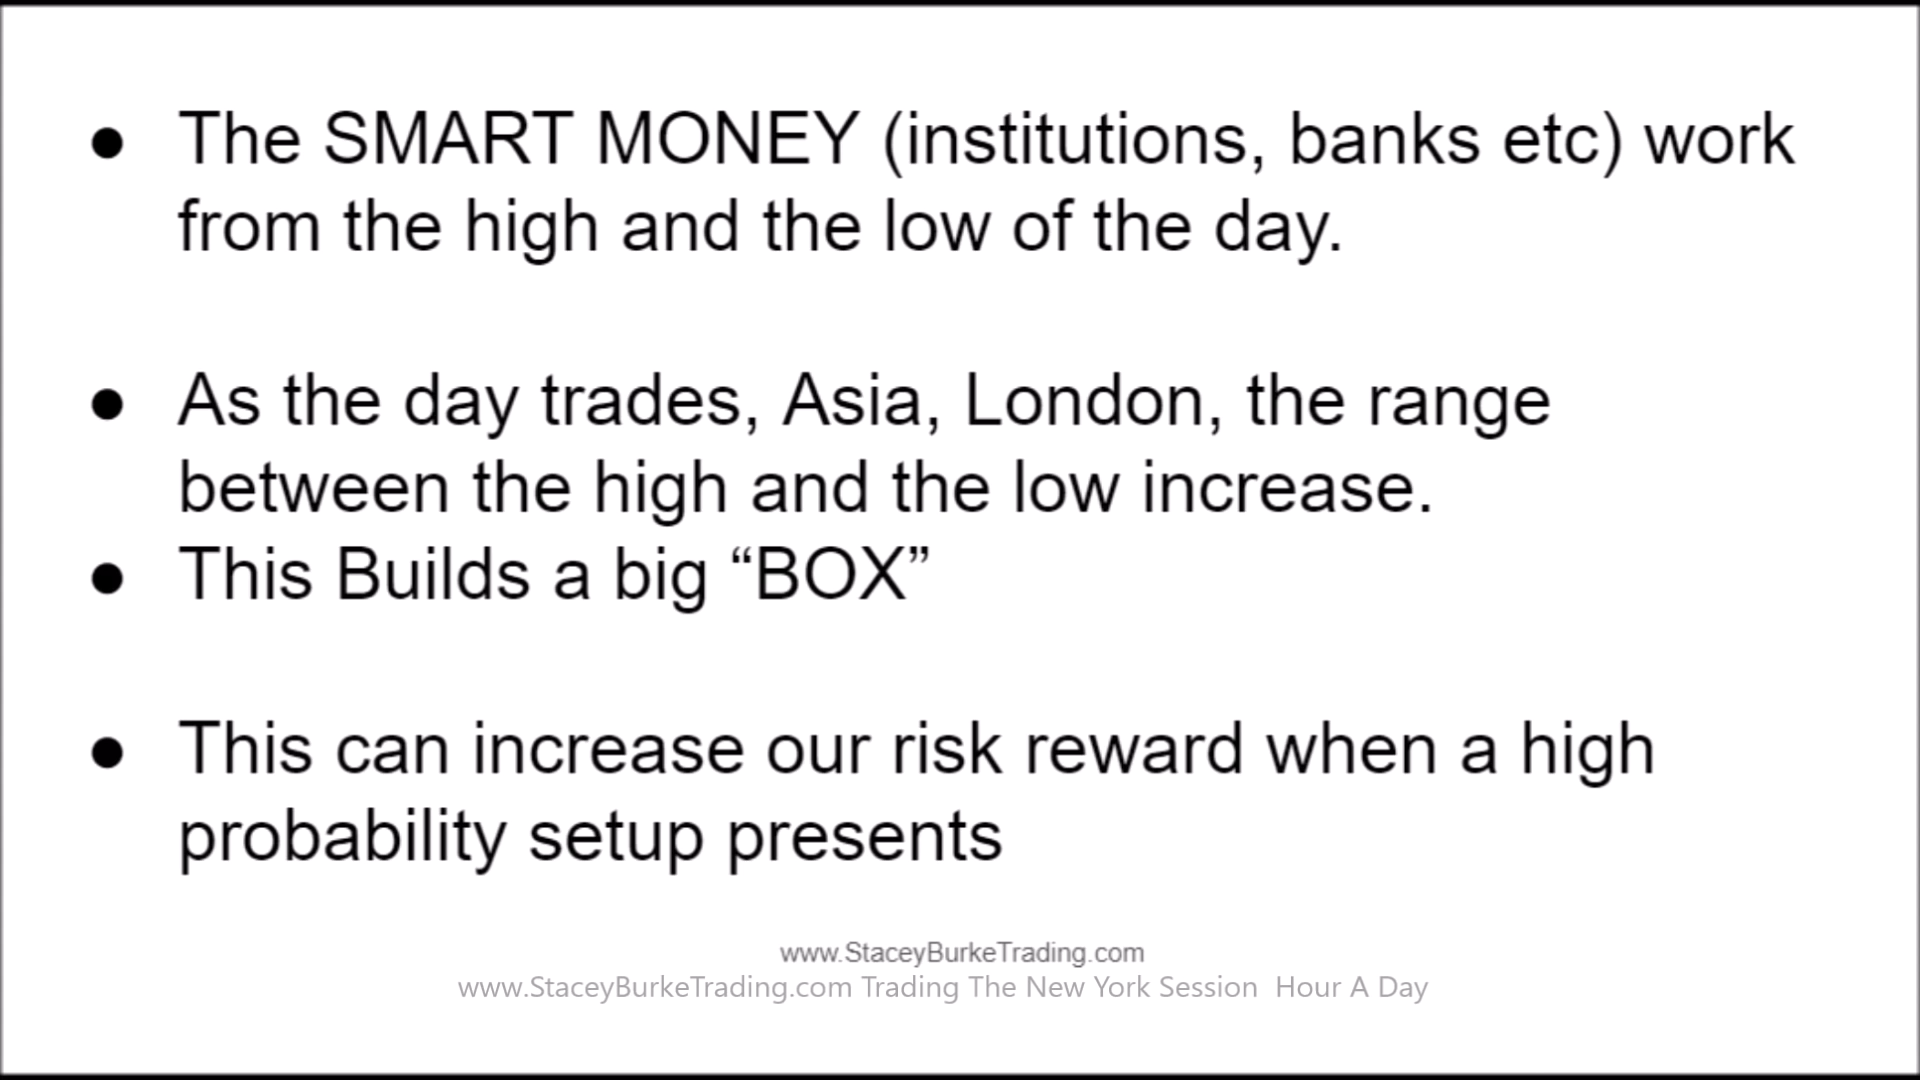 ● The SMART MONEY (institutions, banks etc) work
from the high and the low of the day.
● As the day trades, Asia, London, the range
between the high and the low increase.
● This Builds a big “BOX”
● This can increase our risk reward when a high
probability setup presents
www.StaceyBurkeTrading.com
www.StaceyBurkeTrading.com Trading The New York Session  Hour A Day